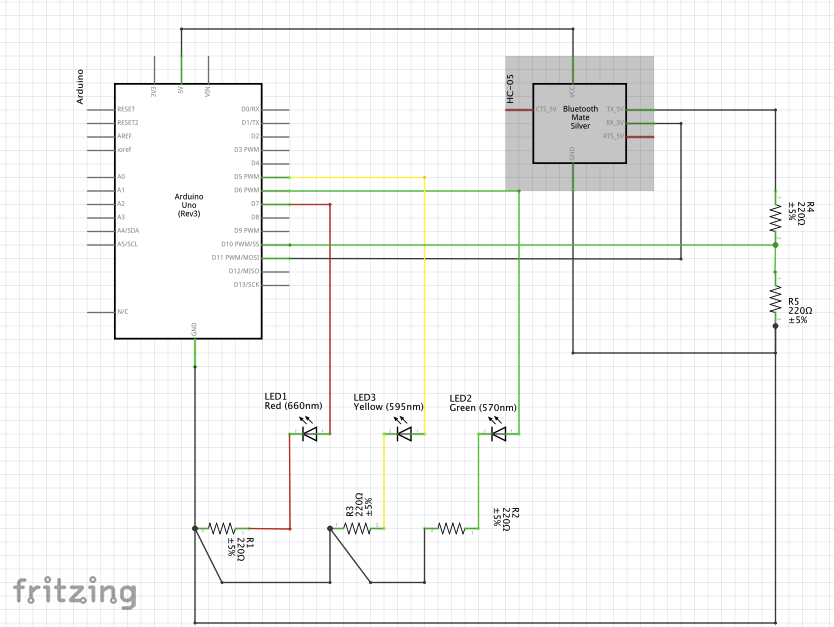 Arduino
3V3
5V
VIN
RESET
RESET2
AREF
ioref
A0
A1
A2
A3
A4/SDA
A5/SCL
N/C
Arduino
Uno
(Rev3)
D0/RX
D1/TX
D2
D3 PWM
D4
D5 PWM
D6 PWM
D7
D8
D9 PWM
D10 PWM/SS
D11 PWM/MOSI
D12/MISO
D13/SCK
GND
HC-05
VCC
CTS_5V
Bluetooth
Mate
Silver
TX_5V
RX_5V
RTS_5V
GND
R4
220Ω
±5%
R5
220Ω
±5%
LED1
Red (660nm)
LED3
Yellow (595nm)
LED2
Green (570nm)
R1
220Ω
±5%
R3
220Ω
±5%
R2
220Ω
±5%
fritzing